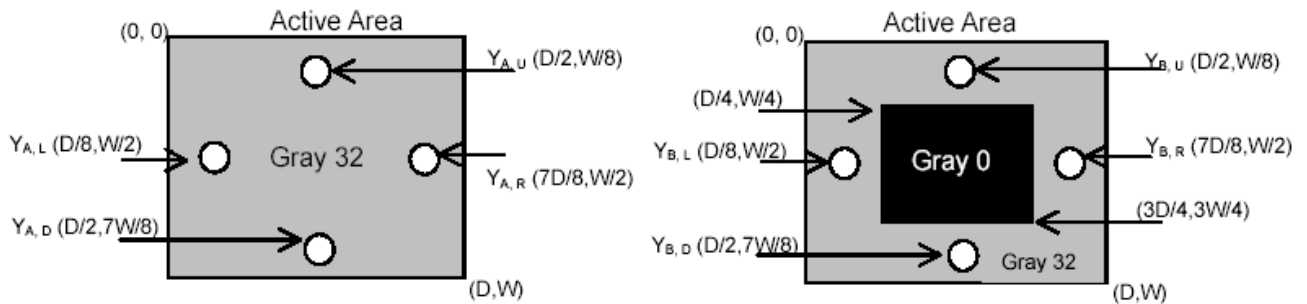 Active Area
(0, 0)
YA, U (D/2,W/8)
YA, L (D/8,W/2)
Gray 32
YA, R (7D/8,W/2)
YA, D (D/2,7W/8)
(D,W)
Active Area
(0, 0)
YB, U (D/2,W/8)
(D/4,W/4)
YB, L (D/8,W/2)
Gray 0
YB, R (7D/8,W/2)
(3D/4,3W/4)
YB, D (D/2,7W/8)
Gray 32
(D,W)